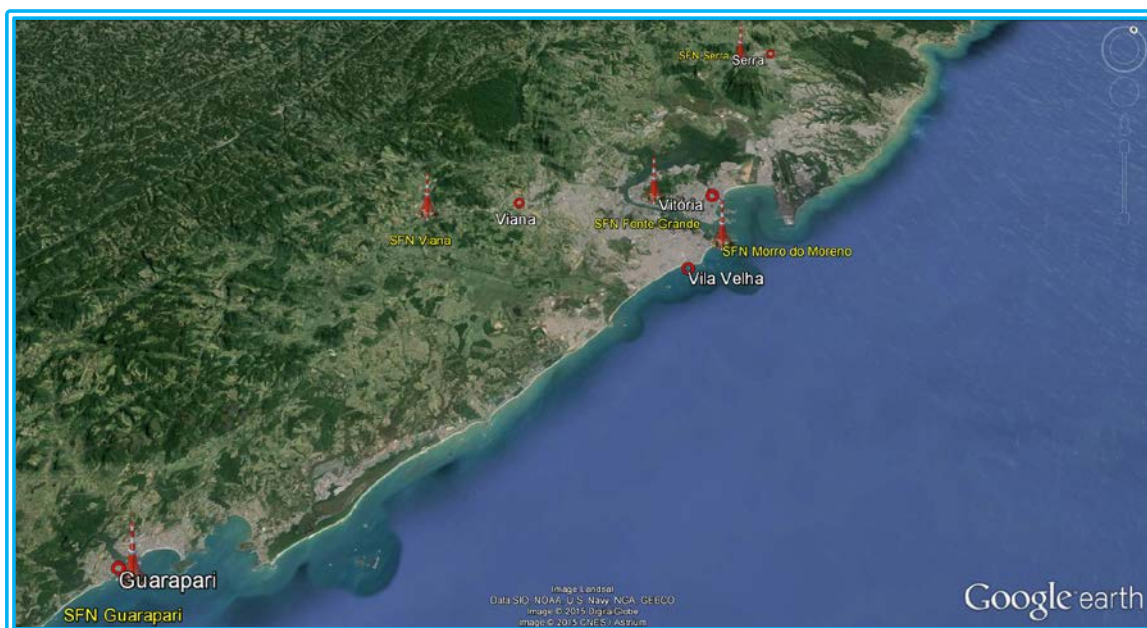 SFN Serra
Serra
Viana
SFN Viana
Vitória
SFN Fonte Grande
SFN Morro do Moreno
Vila Velha
Guarapari
SFN Guarapari
Image Landsat
Data SIO, NOAA, U.S. Navy, NGA, GEBCO
Image © 2015 DigitalGlobe
Image © 2015 CNES / Astrium
Google earth